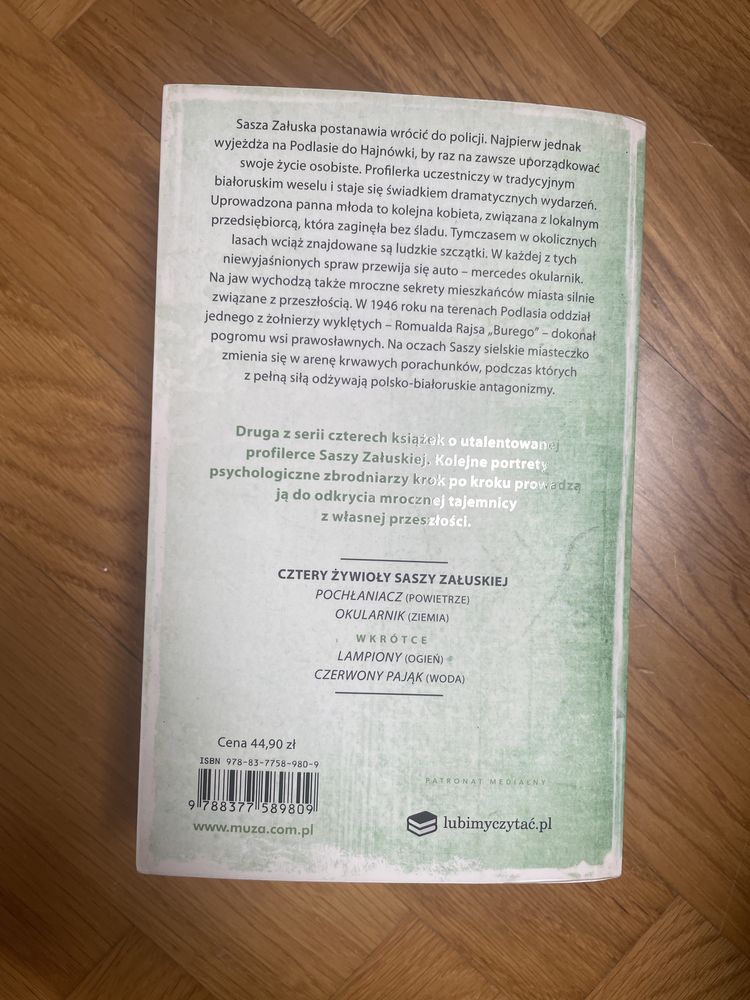 Sasza Załuska postanawia wrócić do policji. Najpierw jednak
wyjeżdża na Podlasie do Hajnówki, by raz na zawsze uporządkować
swoje życie osobiste. Profilerka uczestniczy w tradycyjnym
białoruskim weselu i staje się świadkiem dramatycznych wydarzeń.
Uprowadzona panna młoda to kolejna kobieta, związana z lokalnym
przedsiębiorcą, która zaginęła bez śladu. Tymczasem w okolicznych
lasach wciąż znajdowane są ludzkie szczątki. W każdej z tych
niewyjaśnionych spraw przewija się auto – mercedes okularnik.
Na jaw wychodzą także mroczne sekrety mieszkańców miasta silnie
związane z przeszłością. W 1946 roku na terenach Podlasia oddział
jednego z żołnierzy wyklętych – Romualda Rajsa „Burego” – dokonał
pogromu wsi prawosławnych. Na oczach Saszy sielskie miasteczko
zmienia się w arenę krwawych porachunków, podczas których
z pełną siłą odżywają polsko-białoruskie antagonizmy.
Druga z serii czterech książek o utalentowanej
profilerce Saszy Załuskiej. Kolejne portrety
psychologiczne zbrodniarzy krok po kroku prowadzą
ją do odkrycia mrocznej tajemnicy
z własnej przeszłości.
CZTERY ŻYWIOŁY SASZY ZAŁUSKIEJ
POCHŁANIACZ (POWIETRZE)
OKULARNIK (ZIEMIA)
WKRÓTCE
LAMPIONY (OGIEŃ)
CZERWONY PAJĄK (WODA)
Cena 44,90 zł
ISBN 978-83-7758-980-9
9 788377 589809
www.muza.com.pl
PATRONAT MEDIALNY
lubimyczytać.pl